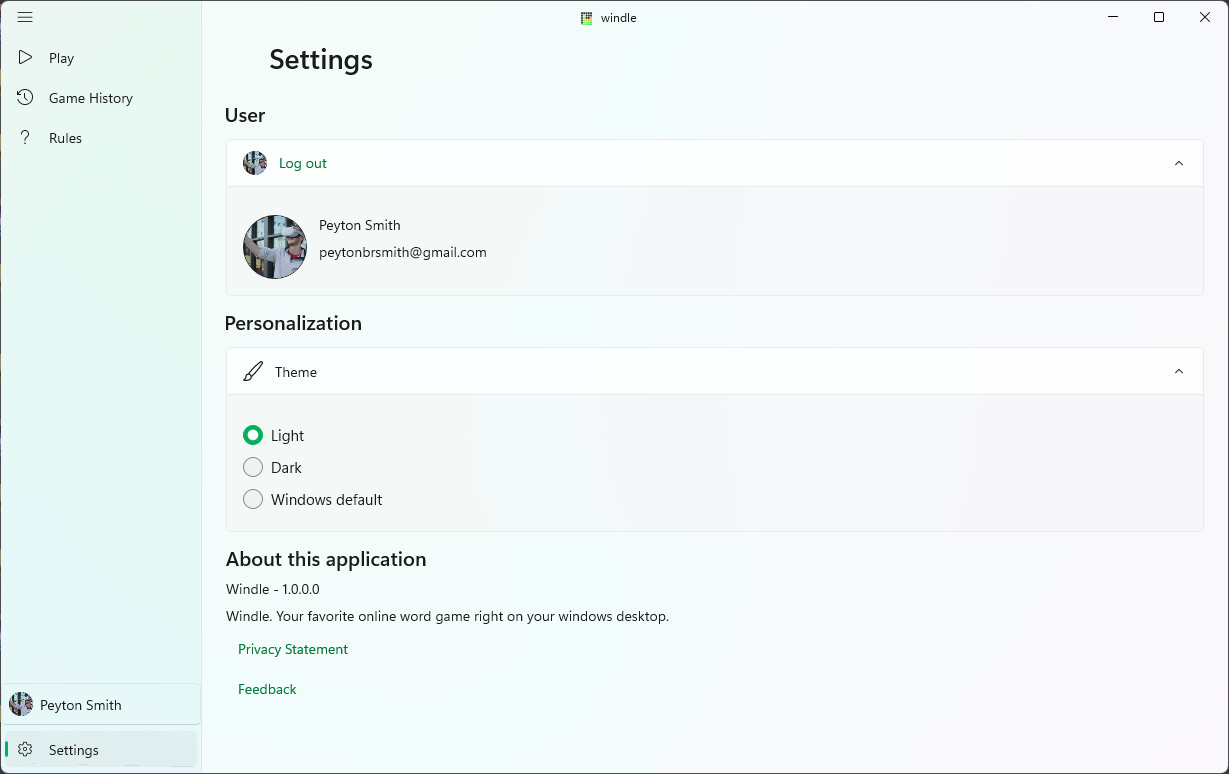 windle
Play
Game History
Rules
Peyton Smith
Settings
Settings
User
Log out
Peyton Smith
peytonbrsmith@gmail.com
Personalization
Theme
Light
Dark
Windows default
About this application
Windle - 1.0.0.0
Windle. Your favorite online word game right on your windows desktop.
Privacy Statement
Feedback